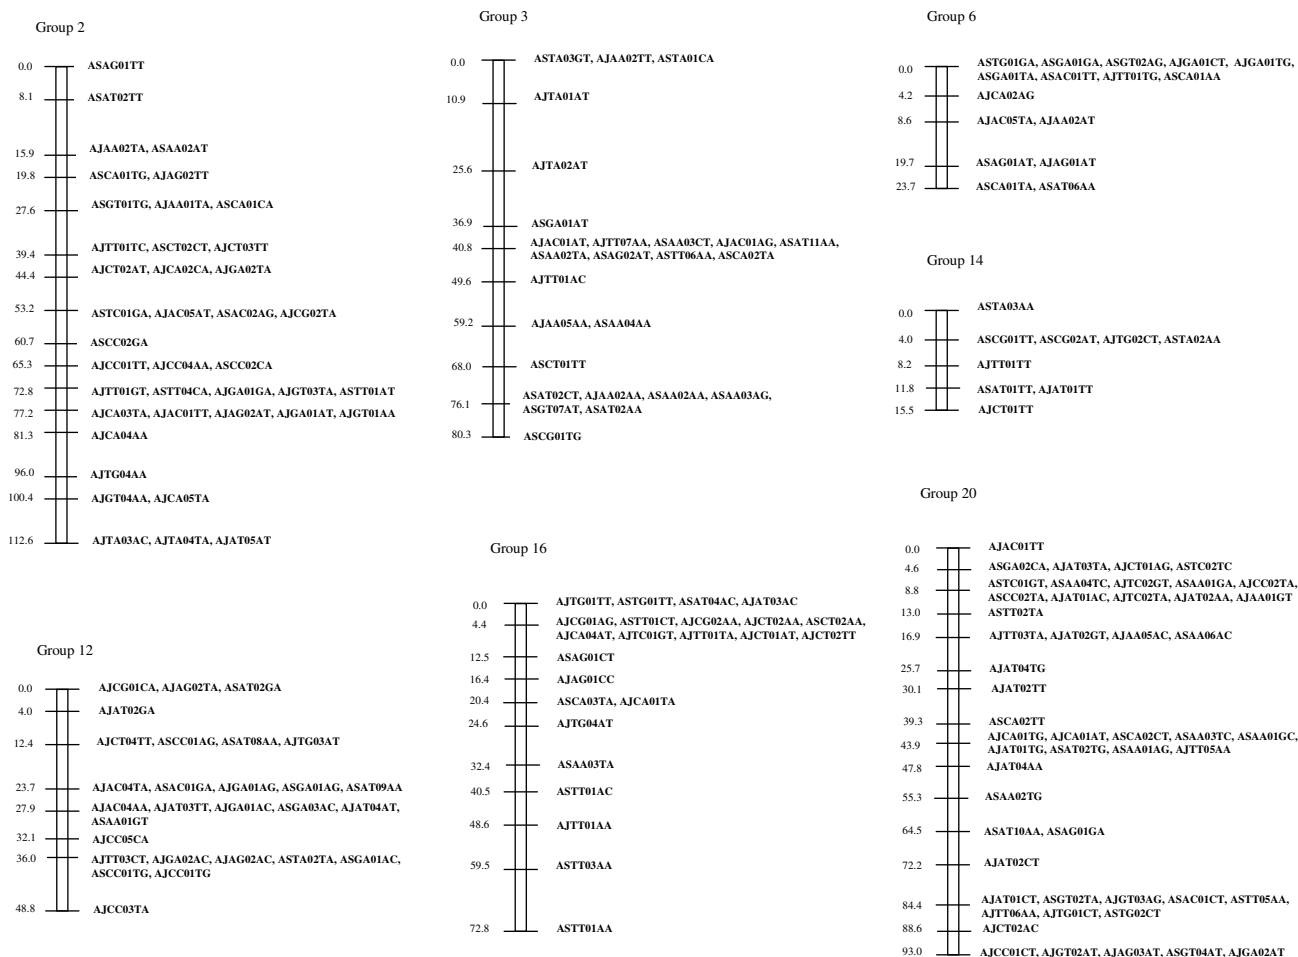 Group 2
0.0 ASAG01TT
8.1 ASAT02TT
15.9 AJAA02TA, ASAA02AT
19.8 ASCA01TG, AJAG02TT
27.6 ASGT01TG, AJAA01TA, ASCA01CA
39.4 AJTT01TC, ASCT02CT, AJCT03TT
44.4 AJCT02AT, AJCA02CA, AJGA02TA
53.2 ASTC01GA, AJAC05AT, ASAC02AG, AJCG02TA
60.7 ASCC02GA
65.3 AJCC01TT, AJCC04AA, ASCC02CA
72.8 AJTT01GT, ASTT04CA, AJGA01GA, AJGT03TA, ASTT01AT
77.2 AJCA03TA, AJAC01TT, AJAG02AT, AJGA01AT, AJGT01AA
81.3 AJCA04AA
96.0 AJTG04AA
100.4 AJGT04AA, AJCA05TA
112.6 AJTA03AC, AJTA04TA, AJAT05AT
Group 12
0.0 AJCG01CA, AJAG02TA, ASAT02GA
4.0 AJAT02GA
12.4 AJCT04TT, ASCC01AG, ASAT08AA, AJTG03AT
23.7 AJAC04TA, ASAC01GA, AJGA01AG, ASGA01AG, ASAT09AA
27.9 AJAC04AA, AJAT03TT, AJGA01AC, ASGA03AC, AJAT04AT,
ASAA01GT
32.1 AJCC05CA
36.0 AJTT03CT, AJGA02AC, AJAG02AC, ASTA02TA, ASGA01AC,
ASCC01TG, AJCC01TG
48.8 AJCC03TA
Group 3
0.0 ASTA03GT, AJAA02TT, ASTA01CA
10.9 AJTA01AT
25.6 AJTA02AT
36.9 ASGA01AT
40.8 AJAC01AT, AJTT07AA, ASAA03CT, AJAC01AG, ASAT11AA,
ASAA02TA, ASAG02AT, ASTT06AA, ASCA02TA
49.6 AJTT01AC
59.2 AJAA05AA, ASAA04AA
68.0 ASCT01TT
76.1 ASAT02CT, AJAA02AA, ASAA02AA, ASAA03AG,
ASGT07AT, ASAT02AA
80.3 ASCG01TG
Group 16
0.0 AJTG01TT, ASTG01TT, ASAT04AC, AJAT03AC
4.4 AJCG01AG, ASTT01CT, AJCG02AA, AJCT02AA, ASCT02AA,
AJCA04AT, AJTC01GT, AJTT01TA, AJCT01AT, AJCT02TT
12.5 ASAG01CT
16.4 AJAG01CC
20.4 ASCA03TA, AJCA01TA
24.6 AJTG04AT
32.4 ASAA03TA
40.5 ASTT01AC
48.6 AJTT01AA
59.5 ASTT03AA
72.8 ASTT01AA
Group 6
0.0 ASTG01GA, ASGA01GA, ASGT02AG, AJGA01CT, AJGA01TG,
ASGA01TA, ASAC01TT, AJTT01TG, ASCA01AA
4.2 AJCA02AG
8.6 AJAC05TA, AJAA02AT
19.7 ASAG01AT, AJAG01AT
23.7 ASCA01TA, ASAT06AA
Group 14
0.0 ASTA03AA
4.0 ASCG01TT, ASCG02AT, AJTG02CT, ASTA02AA
8.2 AJTT01TT
11.8 ASAT01TT, AJAT01TT
15.5 AJCT01TT
Group 20
0.0 AJAC01TT
4.6 ASGA02CA, AJAT03TA, AJCT01AG, ASTC02TC
8.8 ASTC01GT, ASAA04TC, AJTC02GT, ASAA01GA, AJCC02TA,
ASCC02TA, AJAT01AC, AJTC02TA, AJAT02AA, AJAA01GT
13.0 ASTT02TA
16.9 AJTT03TA, AJAT02GT, AJAA05AC, ASAA06AC
25.7 AJAT04TG
30.1 AJAT02TT
39.3 ASCA02TT
43.9 AJCA01TG, AJCA01AT, ASCA02CT, ASAA03TC, ASAA01GC,
AJAT01TG, ASAT02TG, ASAA01AG, AJTT05AA
47.8 AJAT04AA
55.3 ASAA02TG
64.5 ASAT10AA, ASAG01GA
72.2 AJAT02CT
84.4 AJAT01CT, ASGT02TA, AJGT03AG, ASAC01CT, ASTT05AA,
AJTT06AA, AJTG01CT, ASTG02CT
88.6 AJCT02AC
93.0 AJCC01CT, AJGT02AT, AJAG03AT, ASGT04AT, AJGA02AT